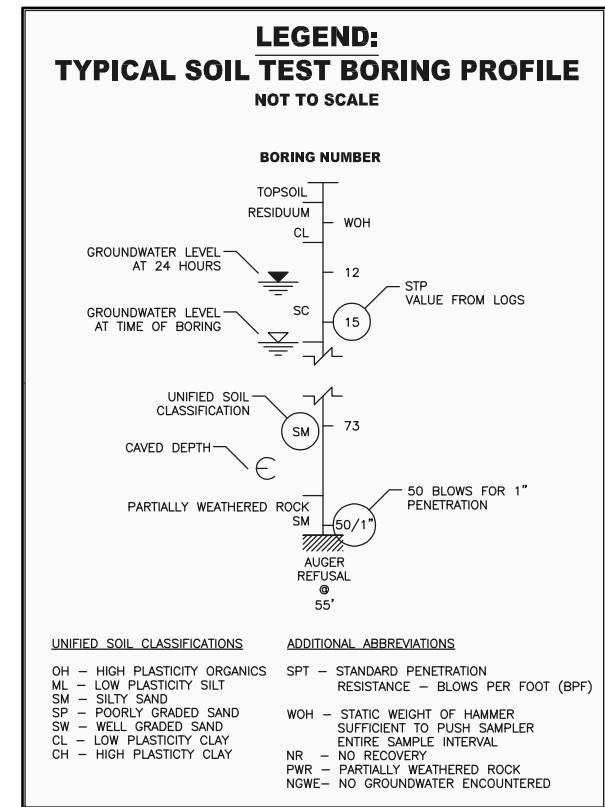 LEGEND:
TYPICAL SOIL TEST BORING PROFILE
NOT TO SCALE
BORING NUMBER
TOPSOIL
RESIDUUM
WOH
CL
GROUNDWATER LEVEL
AT 24 HOURS
12
STP
VALUE FROM LOGS
SC
15
GROUNDWATER LEVEL
AT TIME OF BORING
UNIFIED SOIL
CLASSIFICATION
SM
73
CAVED DEPTH
50 BLOWS FOR 1"
PENETRATION
PARTIALLY WEATHERED ROCK
SM
50/1"
AUGER
REFUSAL
@
55'
UNIFIED SOIL CLASSIFICATIONS
OH – HIGH PLASTICITY ORGANICS
ML – LOW PLASTICITY SILT
SM – SILTY SAND
SP – POORLY GRADED SAND
SW – WELL GRADED SAND
CL – LOW PLASTICITY CLAY
CH – HIGH PLASTICITY CLAY
ADDITIONAL ABBREVIATIONS
SPT – STANDARD PENETRATION
RESISTANCE – BLOWS PER FOOT (BPF)
WOH – STATIC WEIGHT OF HAMMER
SUFFICIENT TO PUSH SAMPLER
ENTIRE SAMPLE INTERVAL
NR – NO RECOVERY
PWR – PARTIALLY WEATHERED ROCK
NGWE– NO GROUNDWATER ENCOUNTERED